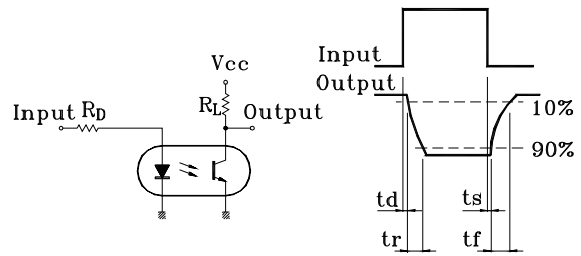 Vcc
RL
Input RD
Output
Input
Output
10%
90%
td
ts
tr
tf